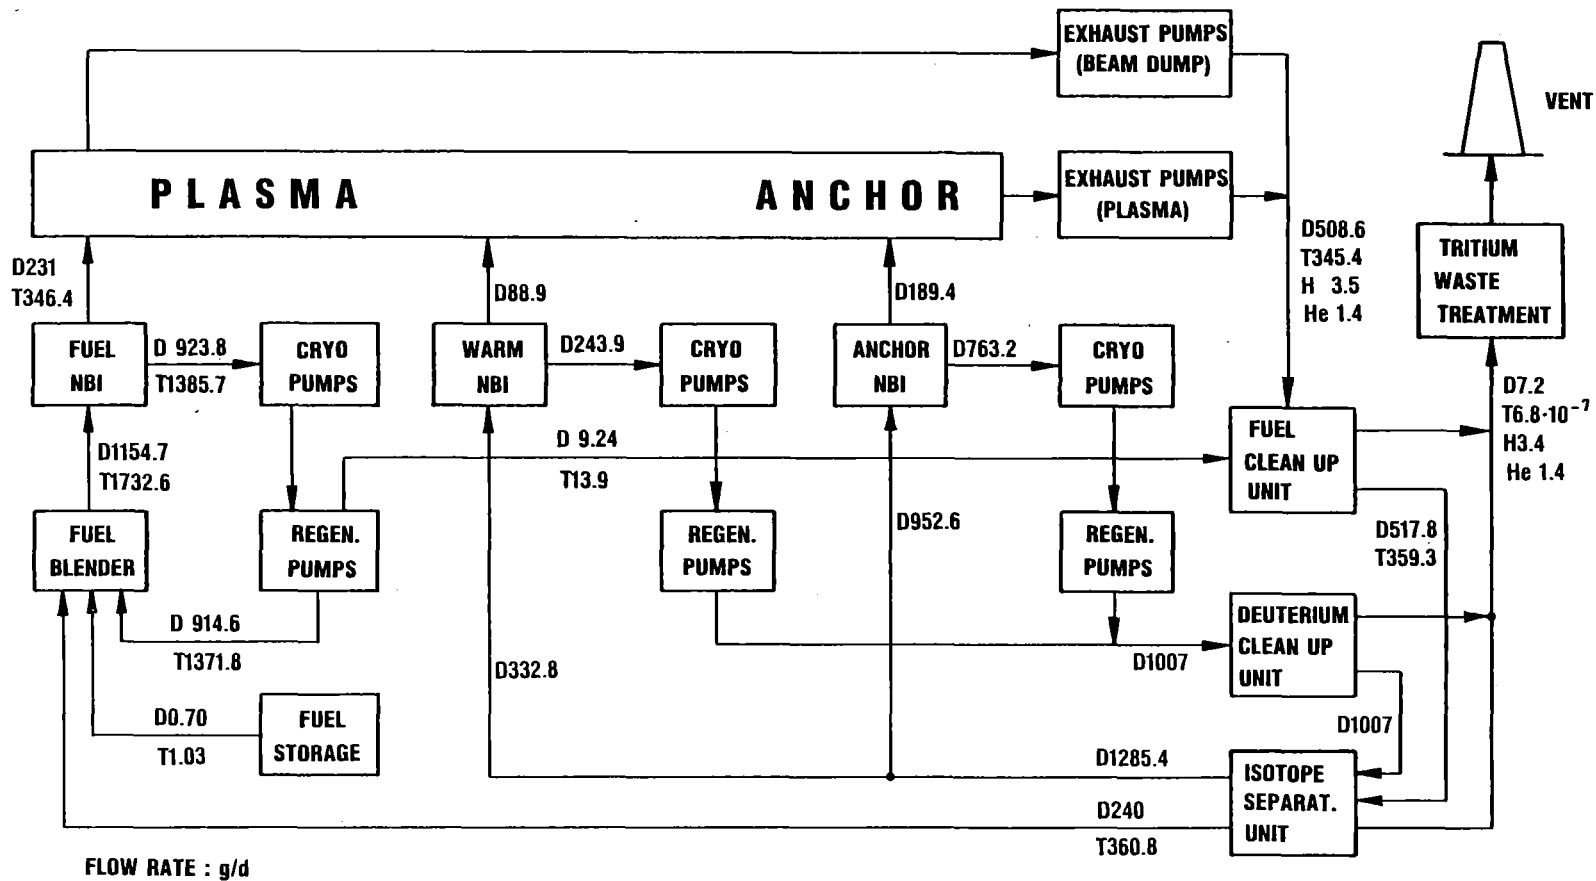 EXHAUST PUMPS
(BEAM DUMP)
VENT
PLASMA ANCHOR
EXHAUST PUMPS
(PLASMA)
D508.6
T345.4
H 3.5
He 1.4
TRITIUM
WASTE
TREATMENT
D231
T346.4
D88.9
D189.4
FUEL
NBI
D 923.8
T1385.7
CRYO
PUMPS
WARM
NBI
D243.9
CRYO
PUMPS
ANCHOR
NBI
D763.2
CRYO
PUMPS
D7.2
T6.8·10⁻⁷
H3.4
He 1.4
D1154.7
T1732.6
D 9.24
T13.9
FUEL
CLEAN UP
UNIT
FUEL
BLENDER
REGEN.
PUMPS
REGEN.
PUMPS
D952.6
REGEN.
PUMPS
D517.8
T359.3
D 914.6
T1371.8
D332.8
D1007
DEUTERIUM
CLEAN UP
UNIT
D0.70
T1.03
FUEL
STORAGE
D1007
D1285.4
ISOTOPE
SEPARAT.
UNIT
D240
T360.8
FLOW RATE : g/d